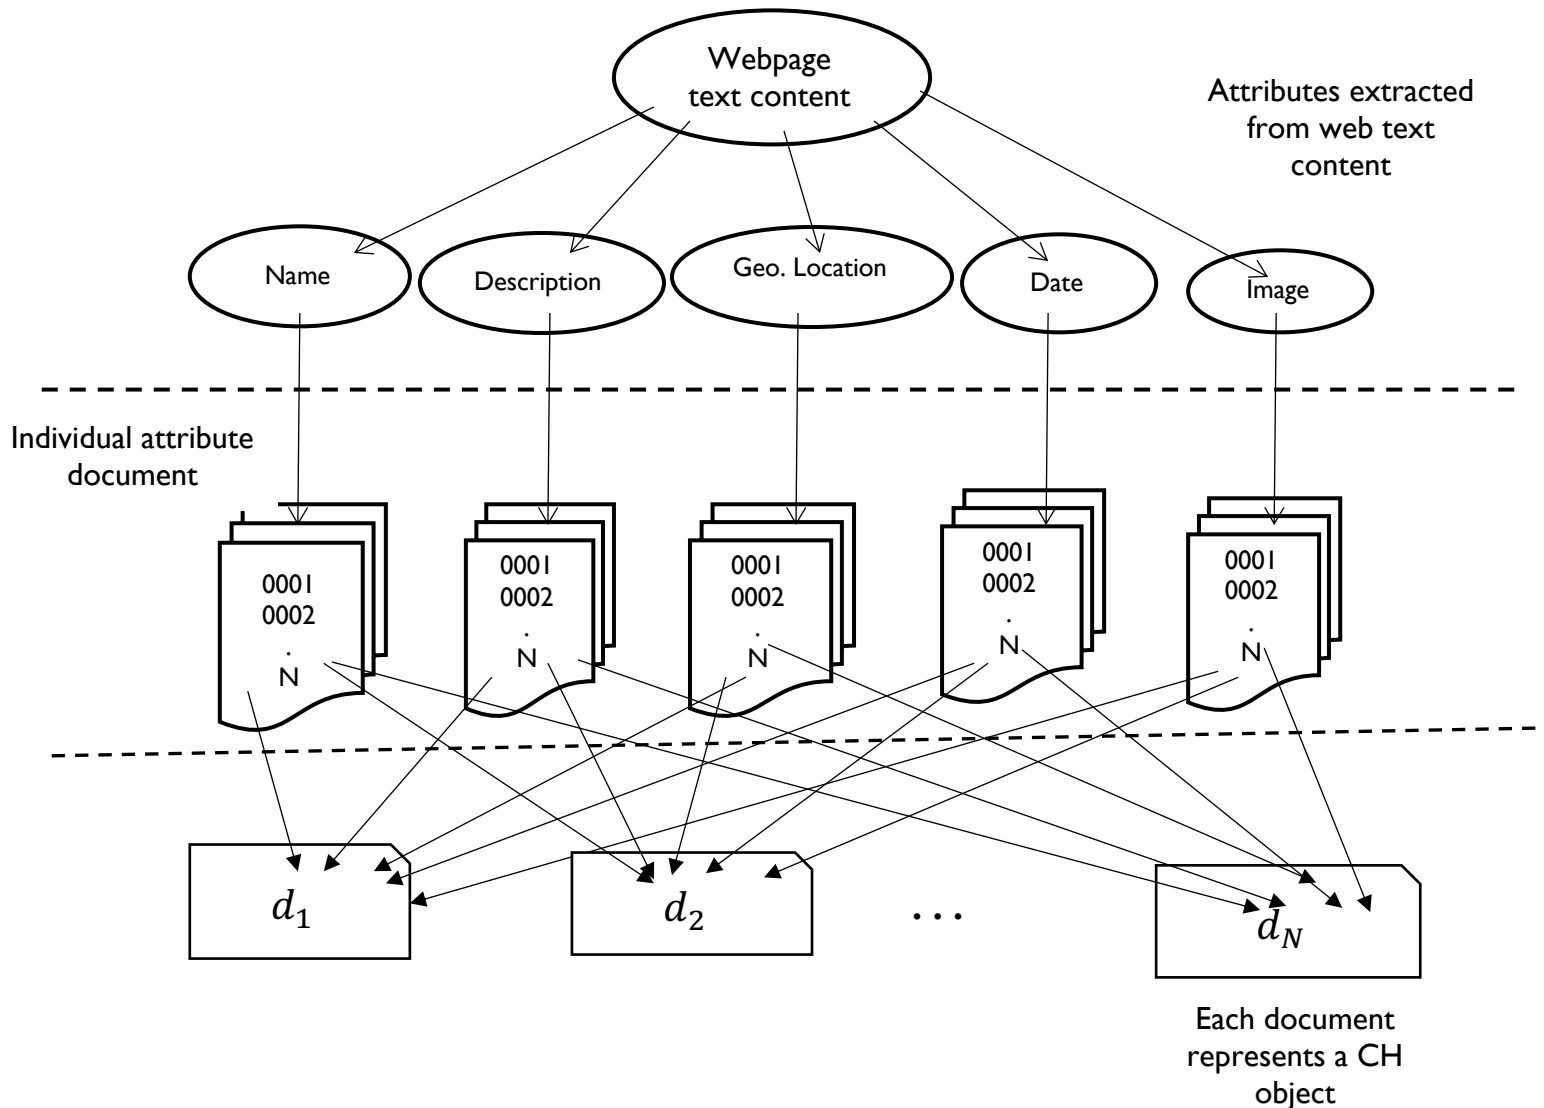 Webpage
text content
Attributes extracted
from web text
content
Name
Description
Geo. Location
Date
Image
Individual attribute
document
0001
0002
.
N
0001
0002
.
N
0001
0002
.
N
0001
0002
.
N
0001
0002
.
N
d₁
d₂
...
d_N
Each document
represents a CH
object